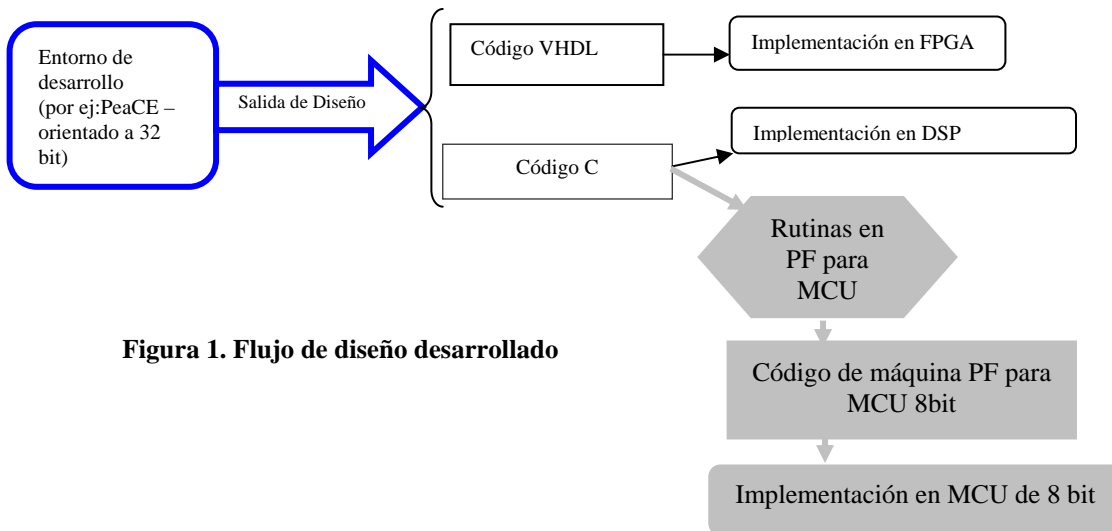 Entorno de
desarrollo
(por ej:PeaCE –
orientado a 32
bit)
Salida de Diseño
Código VHDL
Implementación en FPGA
Código C
Implementación en DSP
Rutinas en
PF para
MCU
Código de máquina PF para
MCU 8bit
Implementación en MCU de 8 bit
Figura 1. Flujo de diseño desarrollado